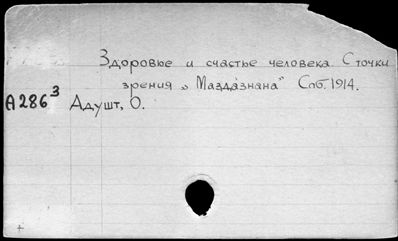 Здоровье и счастье человека. С точки
зрения „Маздазнана" Спб. 1914.
А 286³ Адушт, О.